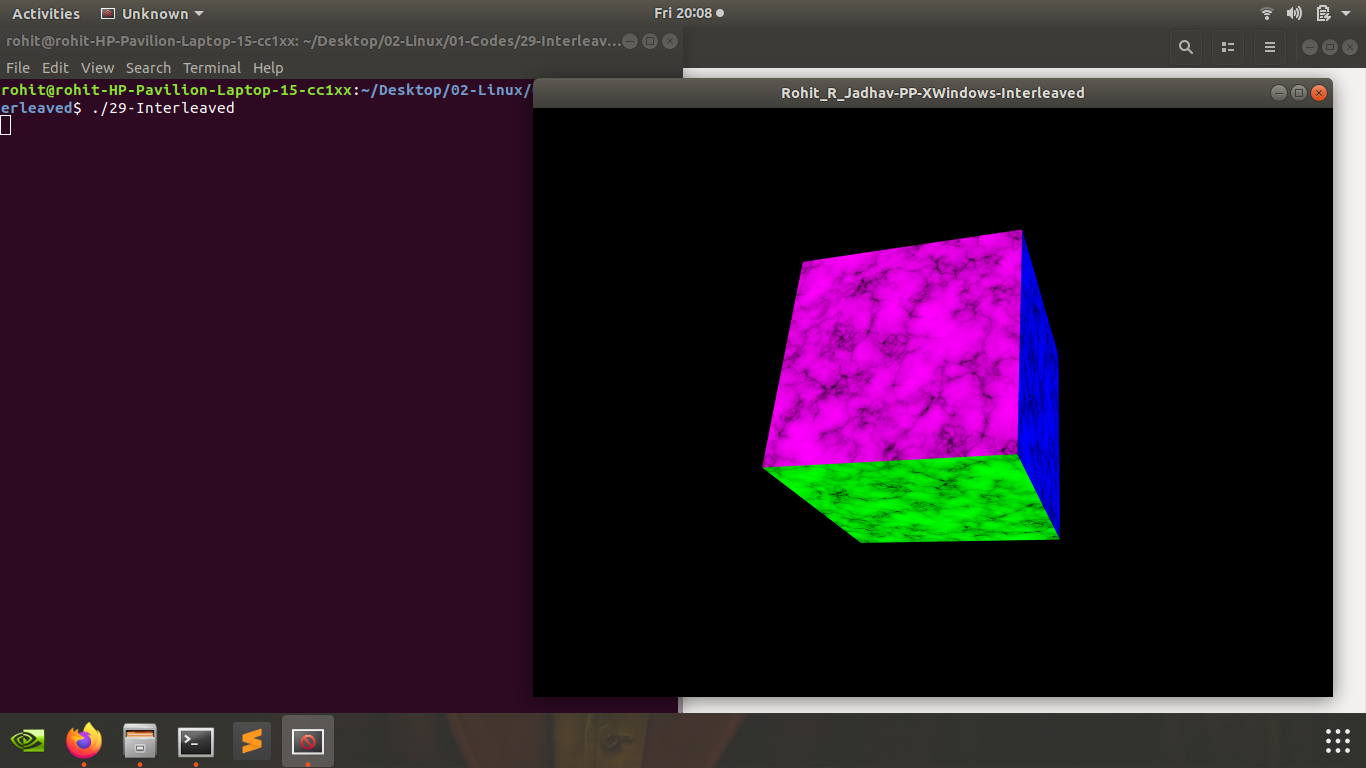 Activities Unknown Fri 20:08
rohit@rohit-HP-Pavilion-Laptop-15-cc1xx: ~/Desktop/02-Linux/01-Codes/29-Interleav...
File Edit View Search Terminal Help
rohit@rohit-HP-Pavilion-Laptop-15-cc1xx:~/Desktop/02-Linux/
erleaved$ ./29-Interleaved
Rohit_R_Jadhav-PP-XWindows-Interleaved